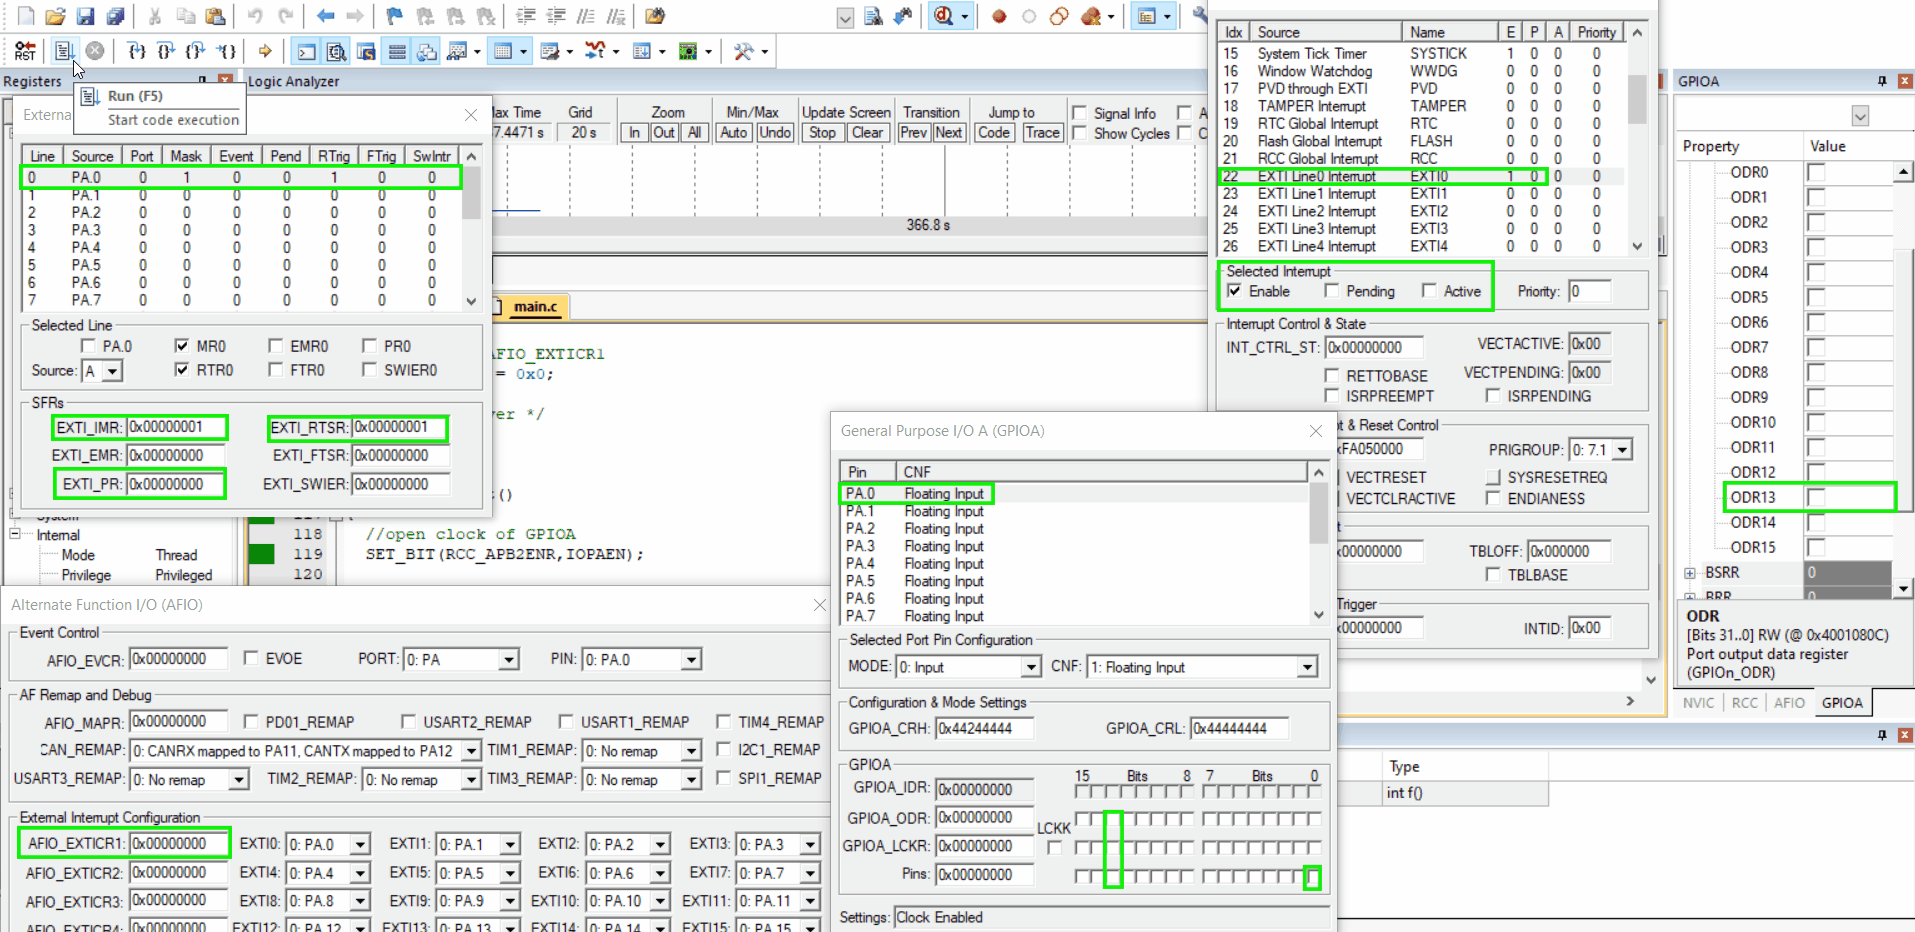 RST
Registers
Logic Analyzer
Run (F5)
Start code execution
Externa
Line Source Port Mask Event Pend RTrig FTrig SwIntr
0 PA.0 0 1 0 0 1 0 0
1 PA.1 0 0 0 0 0 0 0
2 PA.2 0 0 0 0 0 0 0
3 PA.3 0 0 0 0 0 0 0
4 PA.4 0 0 0 0 0 0 0
5 PA.5 0 0 0 0 0 0 0
6 PA.6 0 0 0 0 0 0 0
7 PA.7 0 0 0 0 0 0 0
Selected Line
PA.0 MR0 EMR0 PR0
Source: A RTR0 FTR0 SWIER0
SFRs
EXTI_IMR: 0x00000001 EXTI_RTSR: 0x00000001
EXTI_EMR: 0x00000000 EXTI_FTSR: 0x00000000
EXTI_PR: 0x00000000 EXTI_SWIER: 0x00000000
Max Time Grid Zoom Min/Max Update Screen Transition Jump to Signal Info
7.4471 s 20 s In Out All Auto Undo Stop Clear Prev Next Code Trace Show Cycles
366.8 s
main.c
AFIO_EXTICR1
= 0x0;
er */
()
118 //open clock of GPIOA
119 SET_BIT(RCC_APB2ENR,IOPAEN);
120
System
Internal
Mode Thread
Privilege Privileged
Idx Source Name E P A Priority
15 System Tick Timer SYSTICK 1 0 0 0
16 Window Watchdog WWDG 0 0 0 0
17 PVD through EXTI PVD 0 0 0 0
18 TAMPER Interrupt TAMPER 0 0 0 0
19 RTC Global Interrupt RTC 0 0 0 0
20 Flash Global Interrupt FLASH 0 0 0 0
21 RCC Global Interrupt RCC 0 0 0 0
22 EXTI Line0 Interrupt EXTI0 1 0 0 0
23 EXTI Line1 Interrupt EXTI1 0 0 0 0
24 EXTI Line2 Interrupt EXTI2 0 0 0 0
25 EXTI Line3 Interrupt EXTI3 0 0 0 0
26 EXTI Line4 Interrupt EXTI4 0 0 0 0
Selected Interrupt
Enable Pending Active Priority: 0
Interrupt Control & State
INT_CTRL_ST: 0x00000000 VECTACTIVE: 0x00
RETTOBASE VECTPENDING: 0x00
ISRPREEMPT ISRPENDING
t & Reset Control
xFA050000 PRIGROUP: 0: 7.1
VECTRESET SYSRESETREQ
VECTCLRACTIVE ENDIANESS
x00000000 TBLOFF: 0x000000
TBLBASE
Trigger
x00000000 INTID: 0x00
GPIOA
Property Value
ODR0
ODR1
ODR2
ODR3
ODR4
ODR5
ODR6
ODR7
ODR8
ODR9
ODR10
ODR11
ODR12
ODR13
ODR14
ODR15
BSRR 0
BRR 0
ODR
[Bits 31..0] RW (@ 0x4001080C)
Port output data register
(GPIOn_ODR)
NVIC RCC AFIO GPIOA
Type
int f()
General Purpose I/O A (GPIOA)
Pin CNF
PA.0 Floating Input
PA.1 Floating Input
PA.2 Floating Input
PA.3 Floating Input
PA.4 Floating Input
PA.5 Floating Input
PA.6 Floating Input
PA.7 Floating Input
Selected Port Pin Configuration
MODE: 0: Input CNF: 1: Floating Input
Configuration & Mode Settings
GPIOA_CRH: 0x44244444 GPIOA_CRL: 0x44444444
GPIOA 15 Bits 8 7 Bits 0
GPIOA_IDR: 0x00000000
GPIOA_ODR: 0x00000000
LCKK
GPIOA_LCKR: 0x00000000
Pins: 0x00000000
Settings: Clock Enabled
Alternate Function I/O (AFIO)
Event Control
AFIO_EVCR: 0x00000000 EVOE PORT: 0: PA PIN: 0: PA.0
AF Remap and Debug
AFIO_MAPR: 0x00000000 PD01_REMAP USART2_REMAP USART1_REMAP TIM4_REMAP
CAN_REMAP: 0: CANRX mapped to PA11, CANTX mapped to PA12 TIM1_REMAP: 0: No remap I2C1_REMAP
USART3_REMAP: 0: No remap TIM2_REMAP: 0: No remap TIM3_REMAP: 0: No remap SPI1_REMAP
External Interrupt Configuration
AFIO_EXTICR1: 0x00000000 EXTI0: 0: PA.0 EXTI1: 0: PA.1 EXTI2: 0: PA.2 EXTI3: 0: PA.3
AFIO_EXTICR2: 0x00000000 EXTI4: 0: PA.4 EXTI5: 0: PA.5 EXTI6: 0: PA.6 EXTI7: 0: PA.7
AFIO_EXTICR3: 0x00000000 EXTI8: 0: PA.8 EXTI9: 0: PA.9 EXTI10: 0: PA.10 EXTI11: 0: PA.11
AFIO_EXTICR4: 0x00000000 EXTI12: 0: PA.12 EXTI13: 0: PA.13 EXTI14: 0: PA.14 EXTI15: 0: PA.15